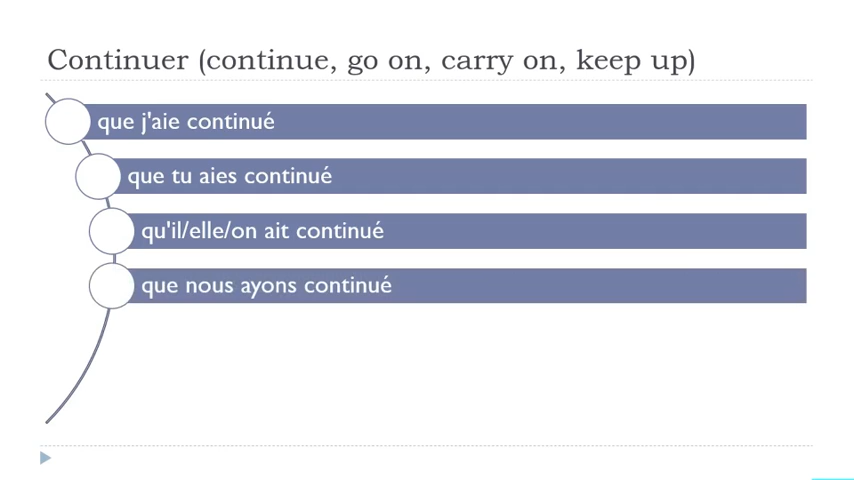 Continuer (continue, go on, carry on, keep up)
que j'aie continué
que tu aies continué
qu'il/elle/on ait continué
que nous ayons continué